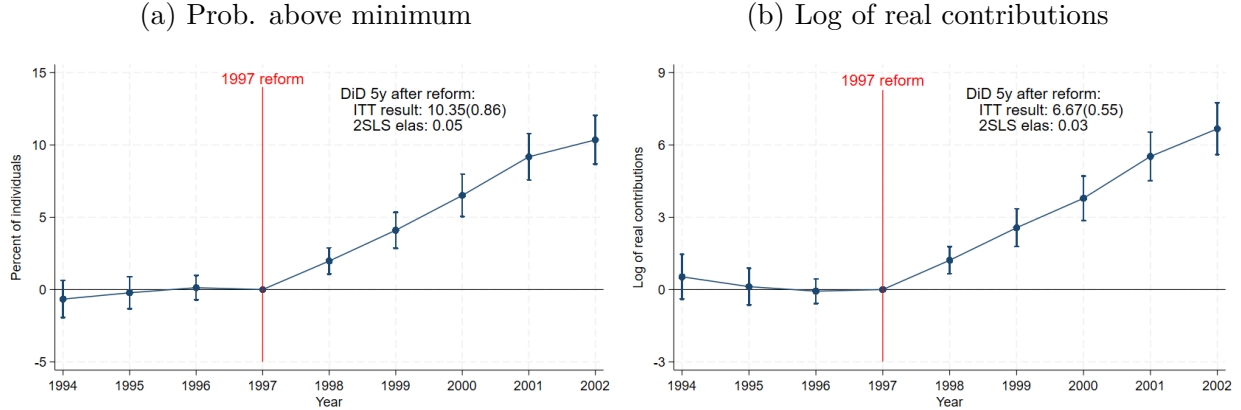 (a) Prob. above minimum
1997 reform
DiD 5y after reform:
ITT result: 10.35(0.86)
2SLS elas: 0.05
Percent of individuals
15
10
5
0
-5
1994 1995 1996 1997 1998 1999 2000 2001 2002
Year
(b) Log of real contributions
1997 reform
DiD 5y after reform:
ITT result: 6.67(0.55)
2SLS elas: 0.03
Log of real contributions
9
6
3
0
-3
1994 1995 1996 1997 1998 1999 2000 2001 2002
Year